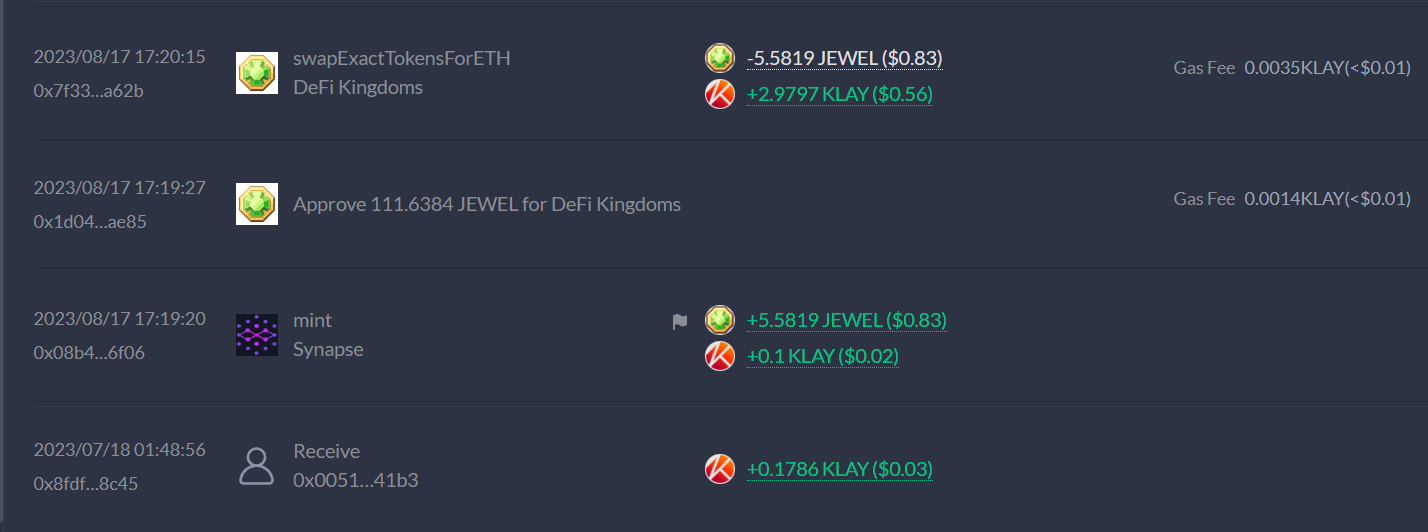 2023/08/17 17:20:15 swapExactTokensForETH -5.5819 JEWEL ($0.83) Gas Fee 0.0035KLAY(<$0.01)
0x7f33...a62b DeFi Kingdoms +2.9797 KLAY ($0.56)
2023/08/17 17:19:27 Approve 111.6384 JEWEL for DeFi Kingdoms Gas Fee 0.0014KLAY(<$0.01)
0x1d04...ae85
2023/08/17 17:19:20 mint +5.5819 JEWEL ($0.83)
0x08b4...6f06 Synapse +0.1 KLAY ($0.02)
2023/07/18 01:48:56 Receive +0.1786 KLAY ($0.03)
0x8fdf...8c45 0x0051...41b3